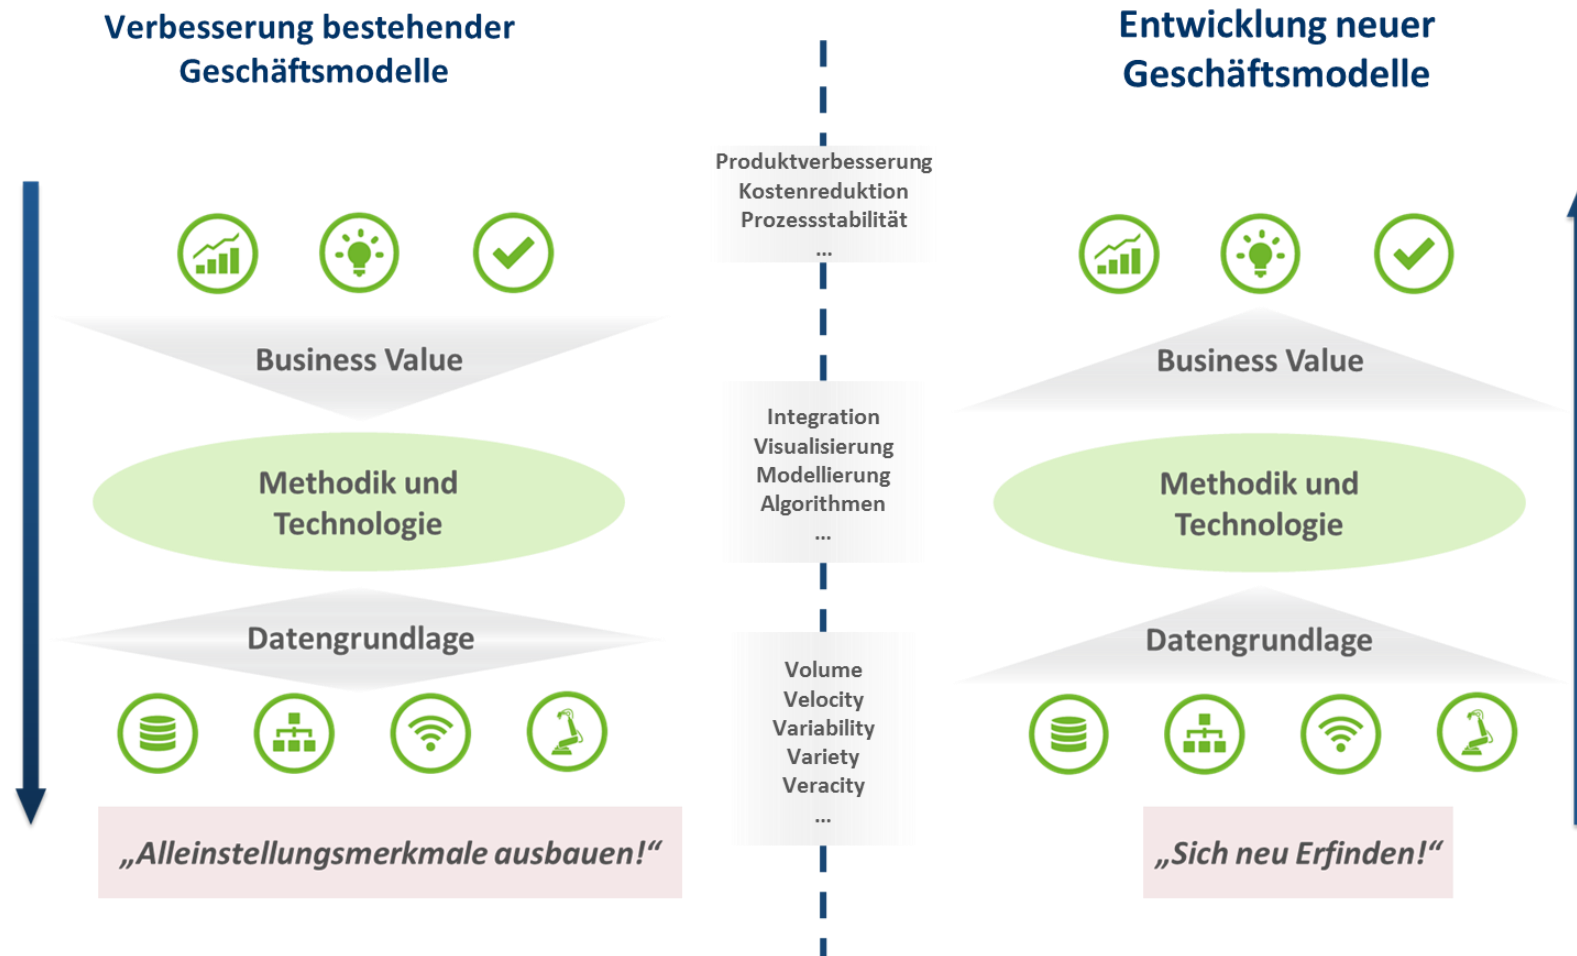 Verbesserung bestehender
Geschäftsmodelle
Business Value
Methodik und
Technologie
Datengrundlage
„Alleinstellungsmerkmale ausbauen!“
Produktverbesserung
Kostenreduktion
Prozessstabilität
...
Integration
Visualisierung
Modellierung
Algorithmen
...
Volume
Velocity
Variability
Variety
Veracity
...
Entwicklung neuer
Geschäftsmodelle
Business Value
Methodik und
Technologie
Datengrundlage
„Sich neu Erfinden!“